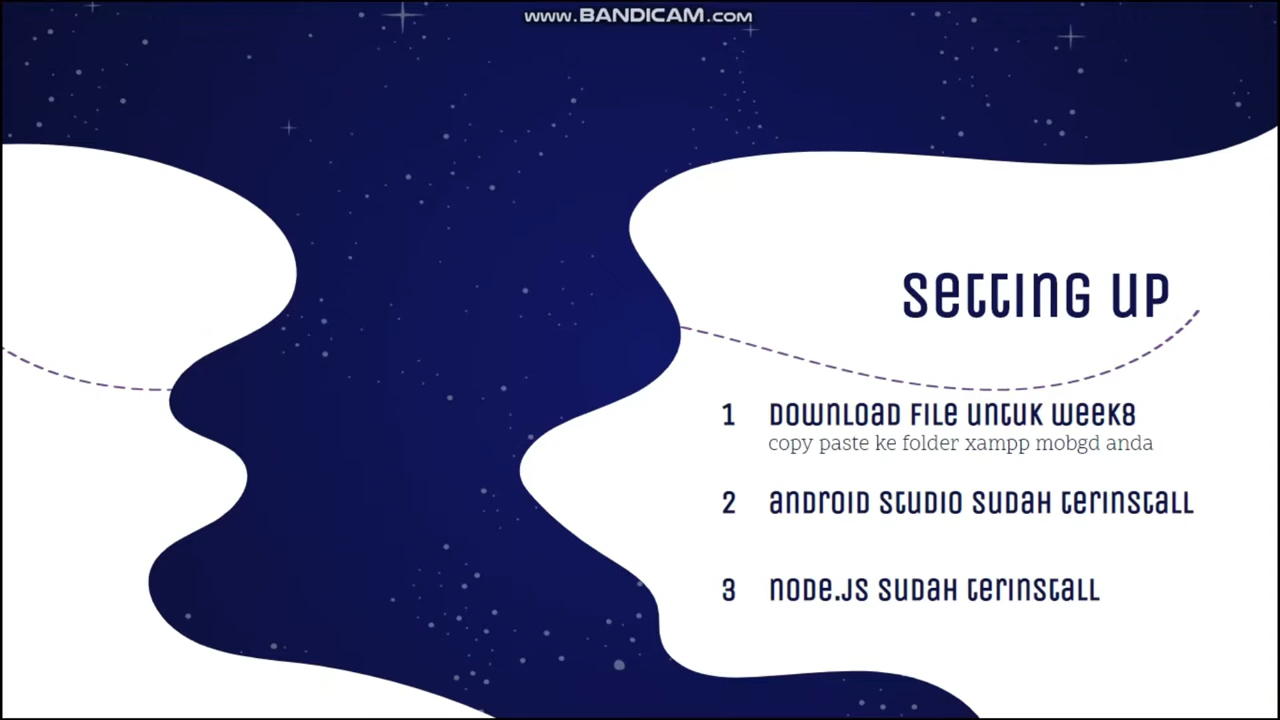 www.BANDICAM.com
setting up
1 Download file untuk week8
copy paste ke folder xampp mobgd anda
2 android studio sudah terinstall
3 node.js sudah terinstall